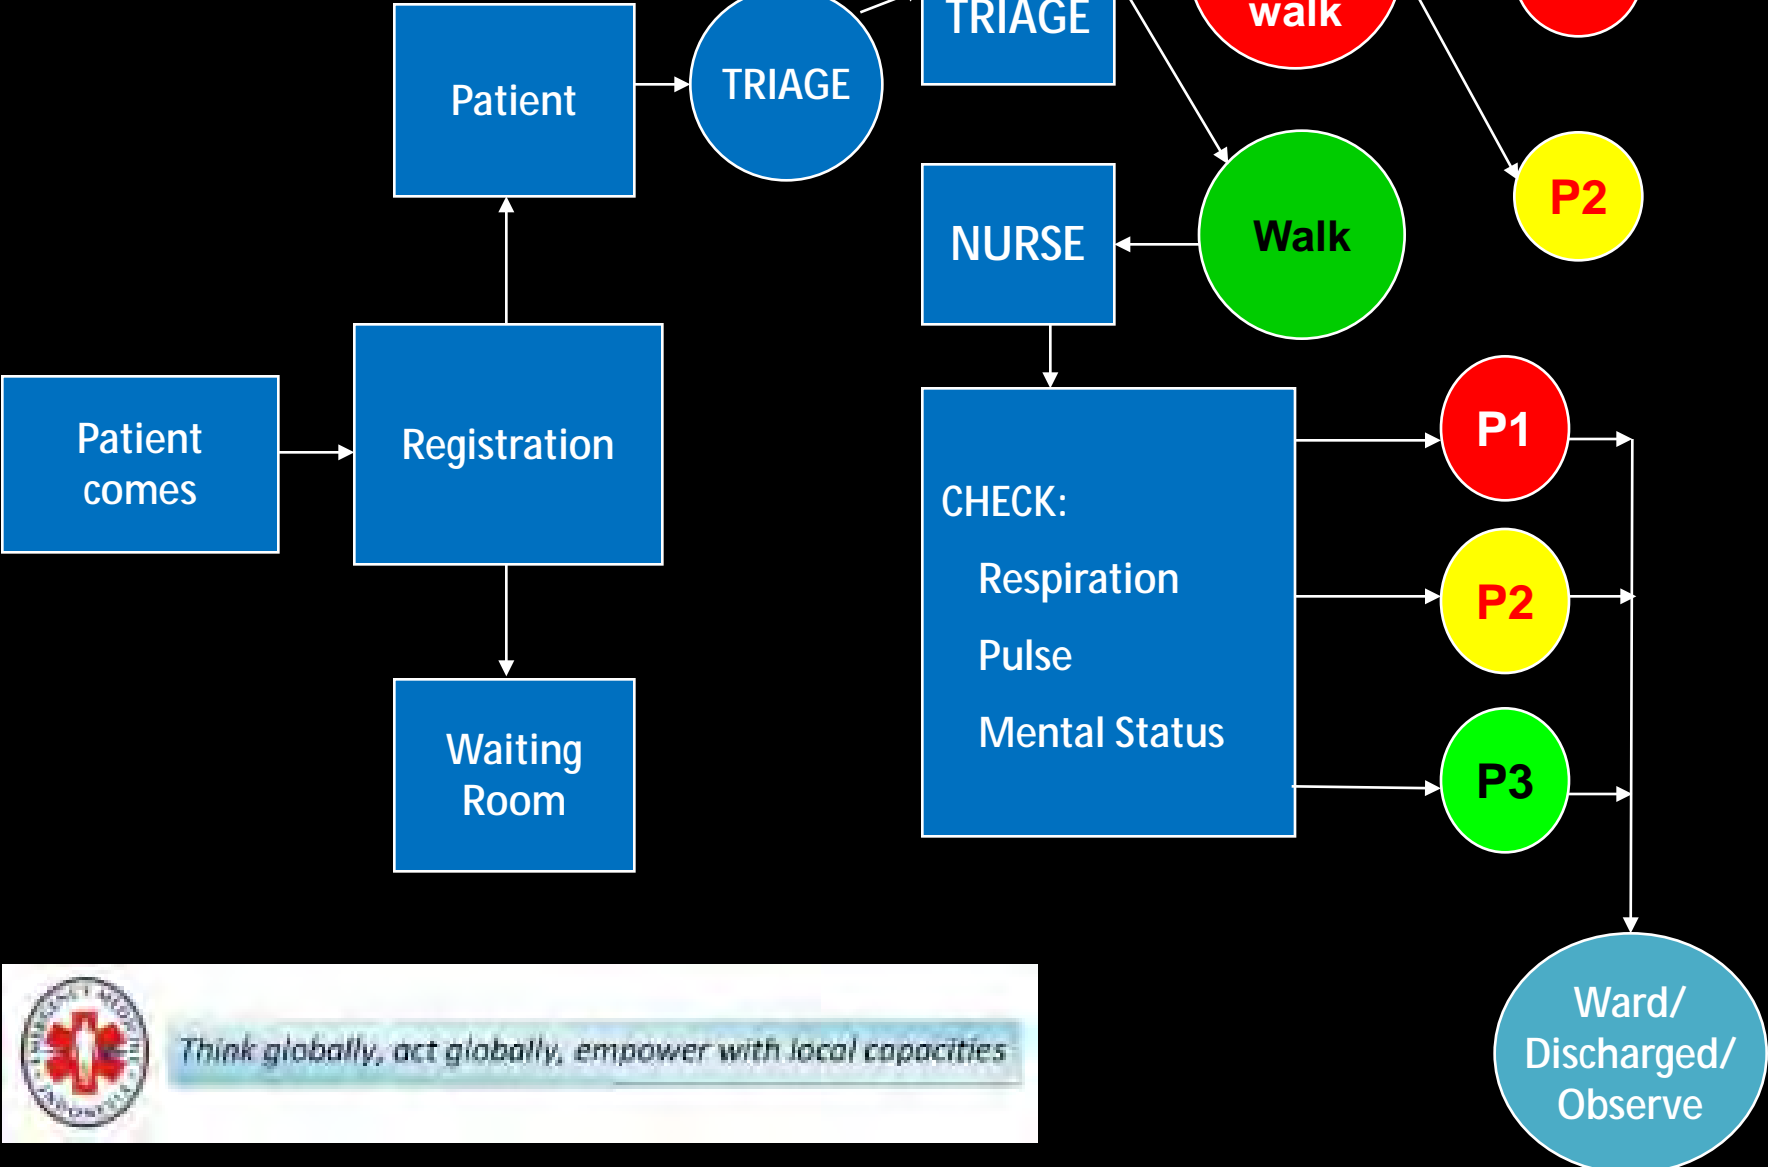 TRIAGE
walk
Patient
TRIAGE
P2
NURSE
Walk
Patient
comes
Registration
P1
CHECK:
Respiration
P2
Pulse
Mental Status
Waiting
Room
P3
Ward/
Discharged/
Observe
Think globally, act globally, empower with local capacities